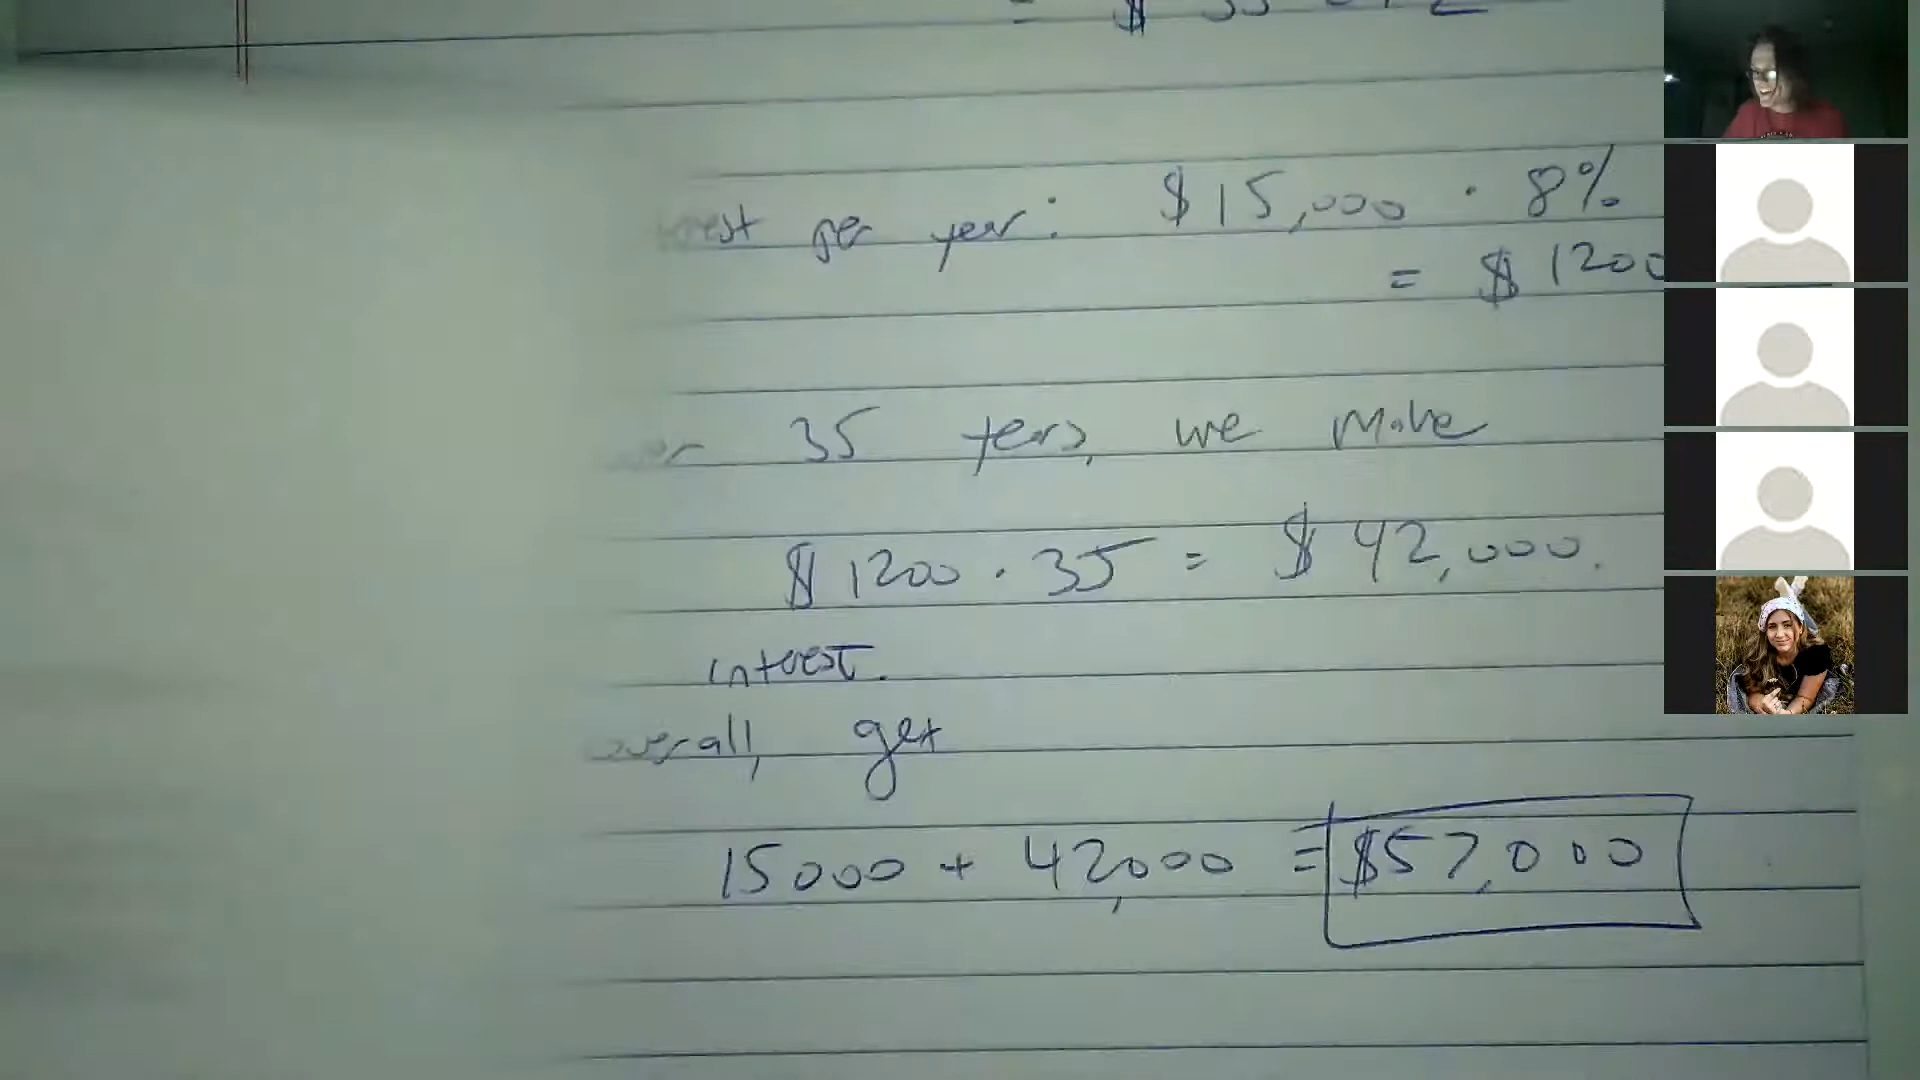 per year: $15,000 · 8%
= $1200
35 years, we make
$1200 · 35 = $42,000.
interest.
overall, get
15000 + 42,000 = $57,000